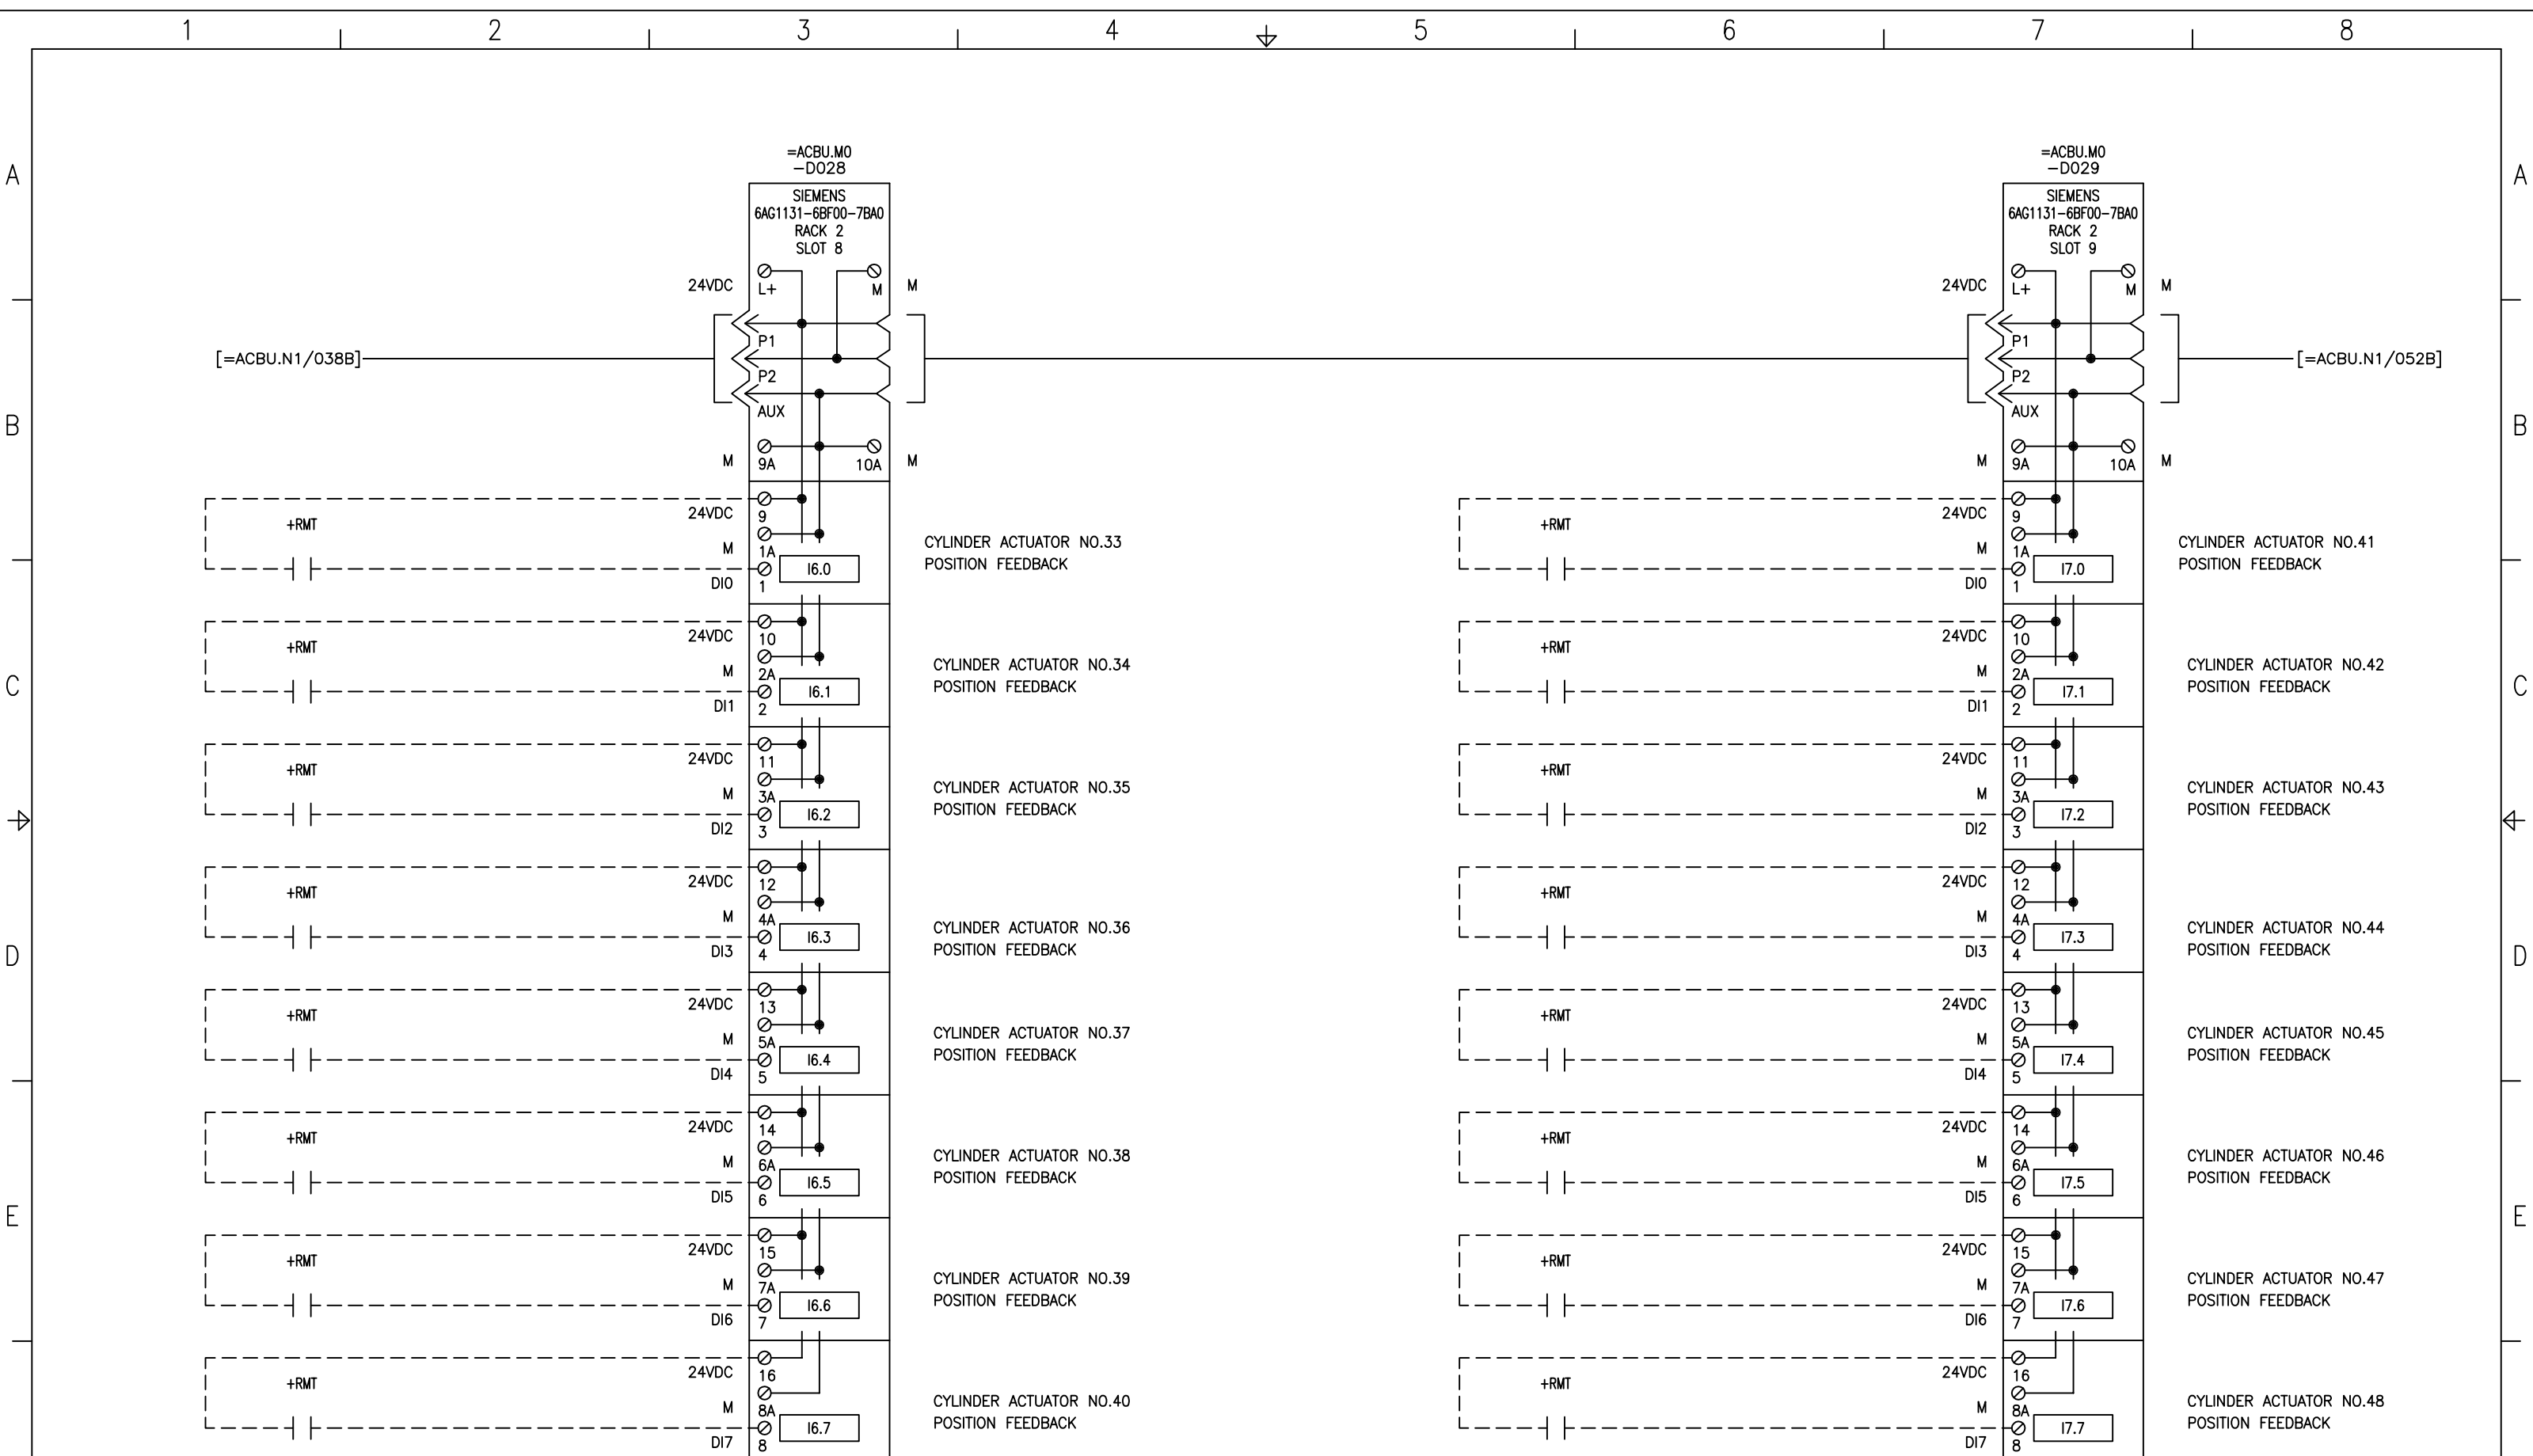 1 2 3 4 5 6 7 8
A A
=ACBU.M0
-D028
SIEMENS
6AG1131-6BF00-7BA0
RACK 2
SLOT 8
24VDC L+ M M
P1
[=ACBU.N1/038B]
P2
AUX
M 9A 10A M
24VDC 9
+RMT
M 1A
CYLINDER ACTUATOR NO.33
POSITION FEEDBACK
I6.0
DI0 1
24VDC 10
+RMT
M 2A
CYLINDER ACTUATOR NO.34
POSITION FEEDBACK
I6.1
DI1 2
24VDC 11
+RMT
M 3A
CYLINDER ACTUATOR NO.35
POSITION FEEDBACK
I6.2
DI2 3
24VDC 12
+RMT
M 4A
CYLINDER ACTUATOR NO.36
POSITION FEEDBACK
I6.3
DI3 4
24VDC 13
+RMT
M 5A
CYLINDER ACTUATOR NO.37
POSITION FEEDBACK
I6.4
DI4 5
24VDC 14
+RMT
M 6A
CYLINDER ACTUATOR NO.38
POSITION FEEDBACK
I6.5
DI5 6
24VDC 15
+RMT
M 7A
CYLINDER ACTUATOR NO.39
POSITION FEEDBACK
I6.6
DI6 7
24VDC 16
+RMT
M 8A
CYLINDER ACTUATOR NO.40
POSITION FEEDBACK
I6.7
DI7 8
=ACBU.M0
-D029
SIEMENS
6AG1131-6BF00-7BA0
RACK 2
SLOT 9
24VDC L+ M M
P1
[=ACBU.N1/052B]
P2
AUX
M 9A 10A M
24VDC 9
+RMT
M 1A
CYLINDER ACTUATOR NO.41
POSITION FEEDBACK
I7.0
DI0 1
24VDC 10
+RMT
M 2A
CYLINDER ACTUATOR NO.42
POSITION FEEDBACK
I7.1
DI1 2
24VDC 11
+RMT
M 3A
CYLINDER ACTUATOR NO.43
POSITION FEEDBACK
I7.2
DI2 3
24VDC 12
+RMT
M 4A
CYLINDER ACTUATOR NO.44
POSITION FEEDBACK
I7.3
DI3 4
24VDC 13
+RMT
M 5A
CYLINDER ACTUATOR NO.45
POSITION FEEDBACK
I7.4
DI4 5
24VDC 14
+RMT
M 6A
CYLINDER ACTUATOR NO.46
POSITION FEEDBACK
I7.5
DI5 6
24VDC 15
+RMT
M 7A
CYLINDER ACTUATOR NO.47
POSITION FEEDBACK
I7.6
DI6 7
24VDC 16
+RMT
M 8A
CYLINDER ACTUATOR NO.48
POSITION FEEDBACK
I7.7
DI7 8
B B
C C
D D
E E